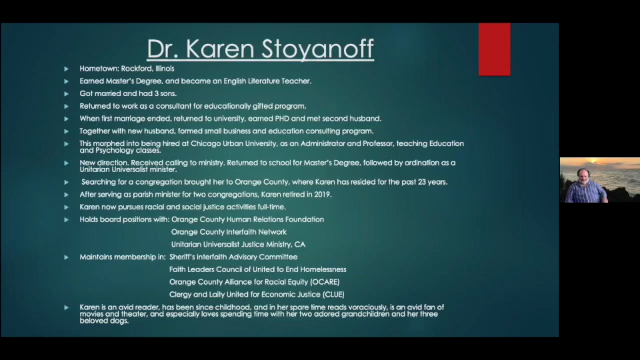 Dr. Karen Stoyanoff
Hometown: Rockford, Illinois
Earned Master's Degree, and became an English Literature Teacher.
Got married and had 3 sons.
Returned to work as a consultant for educationally gifted program.
When first marriage ended, returned to university, earned PHD and met second husband.
Together with new husband, formed small business and education consulting program.
This morphed into being hired at Chicago Urban University, as an Administrator and Professor, teaching Education
and Psychology classes.
New direction. Received calling to ministry. Returned to school for Master's Degree, followed by ordination as a
Unitarian Universalist minister.
Searching for a congregation brought her to Orange County, where Karen has resided for the past 23 years.
After serving as parish minister for two congregations, Karen retired in 2019.
Karen now pursues racial and social justice activities full-time.
Holds board positions with: Orange County Human Relations Foundation
Orange County Interfaith Network
Unitarian Universalist Justice Ministry, CA
Maintains membership in: Sheriff's Interfaith Advisory Committee
Faith Leaders Council of United to End Homelessness
Orange County Alliance for Racial Equity (OCARE)
Clergy and Laity United for Economic Justice (CLUE)
Karen is an avid reader, has been since childhood, and in her spare time reads voraciously, is an avid fan of
movies and theater, and especially loves spending time with her two adored grandchildren and her three
beloved dogs.